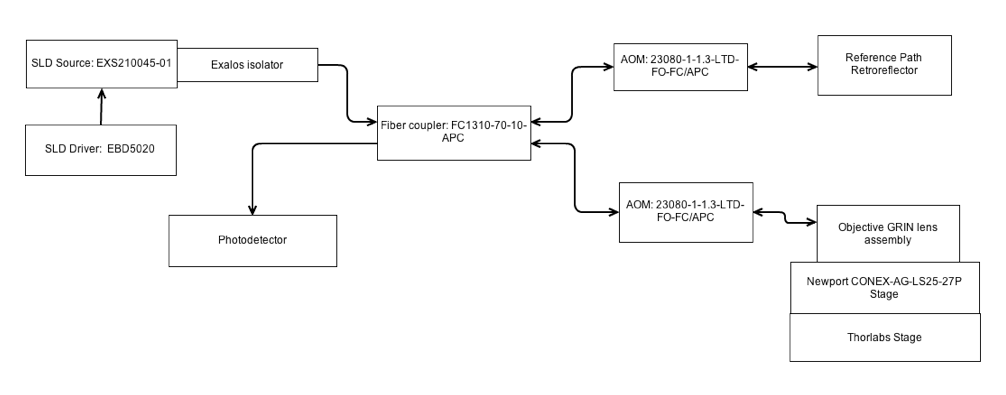 SLD Source: EXS210045-01
Exalos isolator
AOM: 23080-1-1.3-LTD-
FO-FC/APC
Reference Path
Retroreflector
Fiber coupler: FC1310-70-10-
APC
SLD Driver:  EBD5020
AOM: 23080-1-1.3-LTD-
FO-FC/APC
Photodetector
Objective GRIN lens
assembly
Newport CONEX-AG-LS25-27P
Stage
Thorlabs Stage